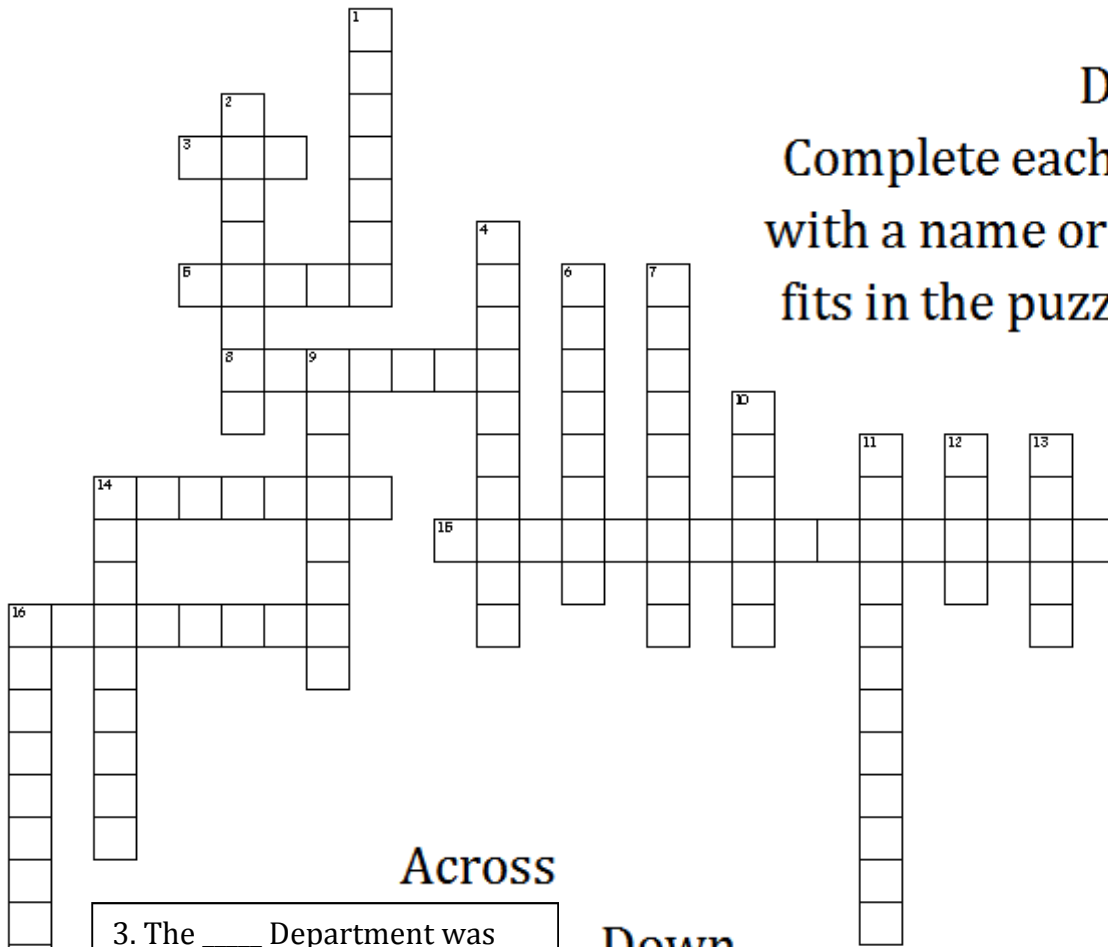 1
D
2
3
Complete each
4
with a name or
5
6
7
fits in the puzz
8
9
10
11
12
13
14
15
16
Across
3. The ____ Department was
Down